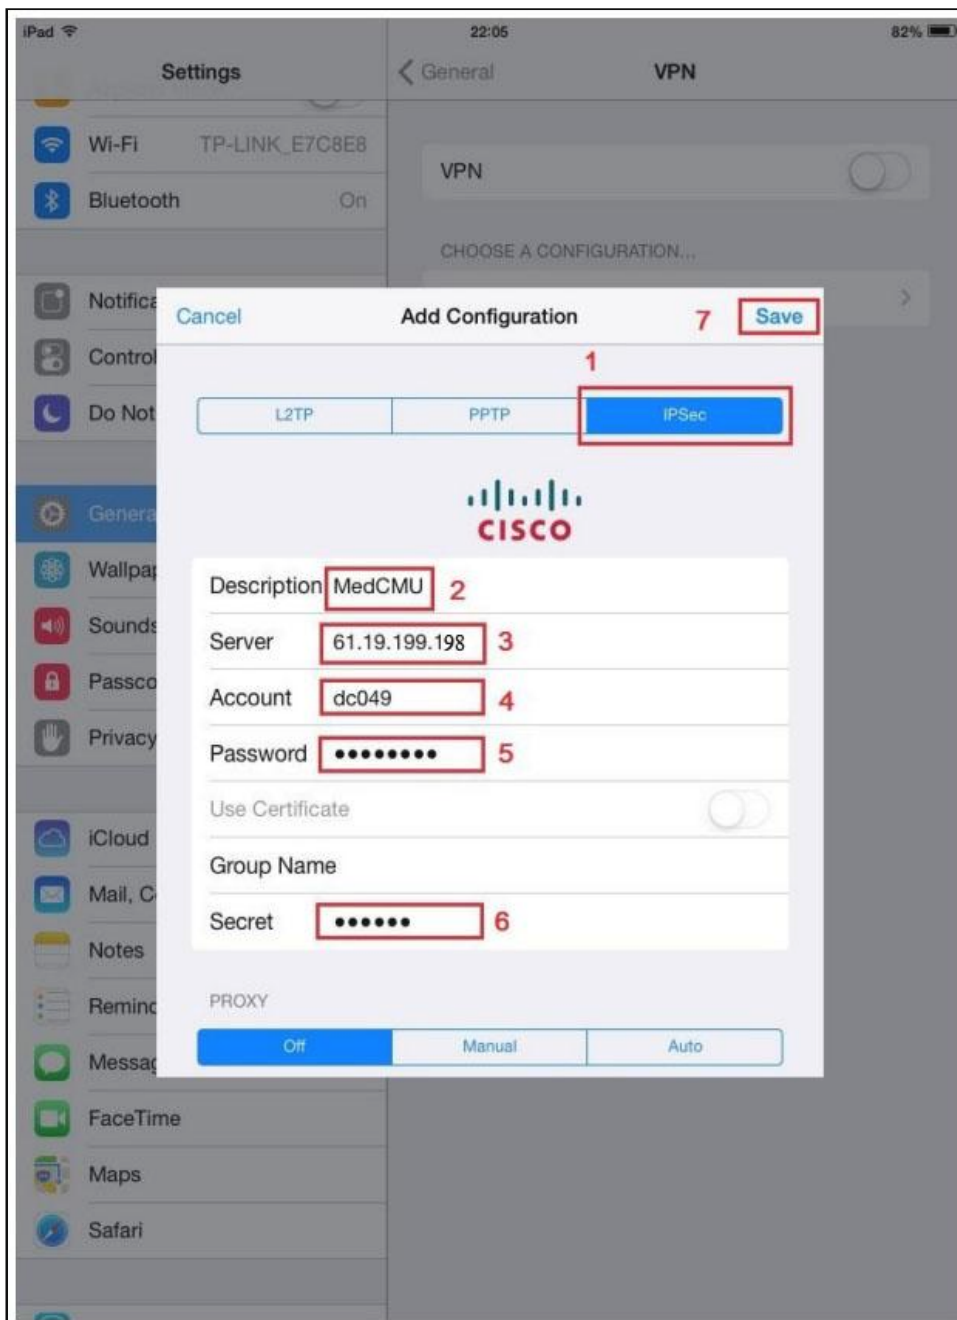 iPad 22:05 82%
Settings General VPN
Wi-Fi TP-LINK_E7C8E8
VPN
Bluetooth On
CHOOSE A CONFIGURATION...
Notifica
Cancel Add Configuration 7 Save
Control
1
Do Not
L2TP PPTP IPSec
CISCO
Genera
Wallpap
Description MedCMU 2
Sounds
Server 61.19.199.198 3
Passco
Account dc049 4
Privacy
Password •••••••• 5
Use Certificate
iCloud
Group Name
Mail, C
Secret •••••• 6
Notes
PROXY
Reminc
Off Manual Auto
Messag
FaceTime
Maps
Safari